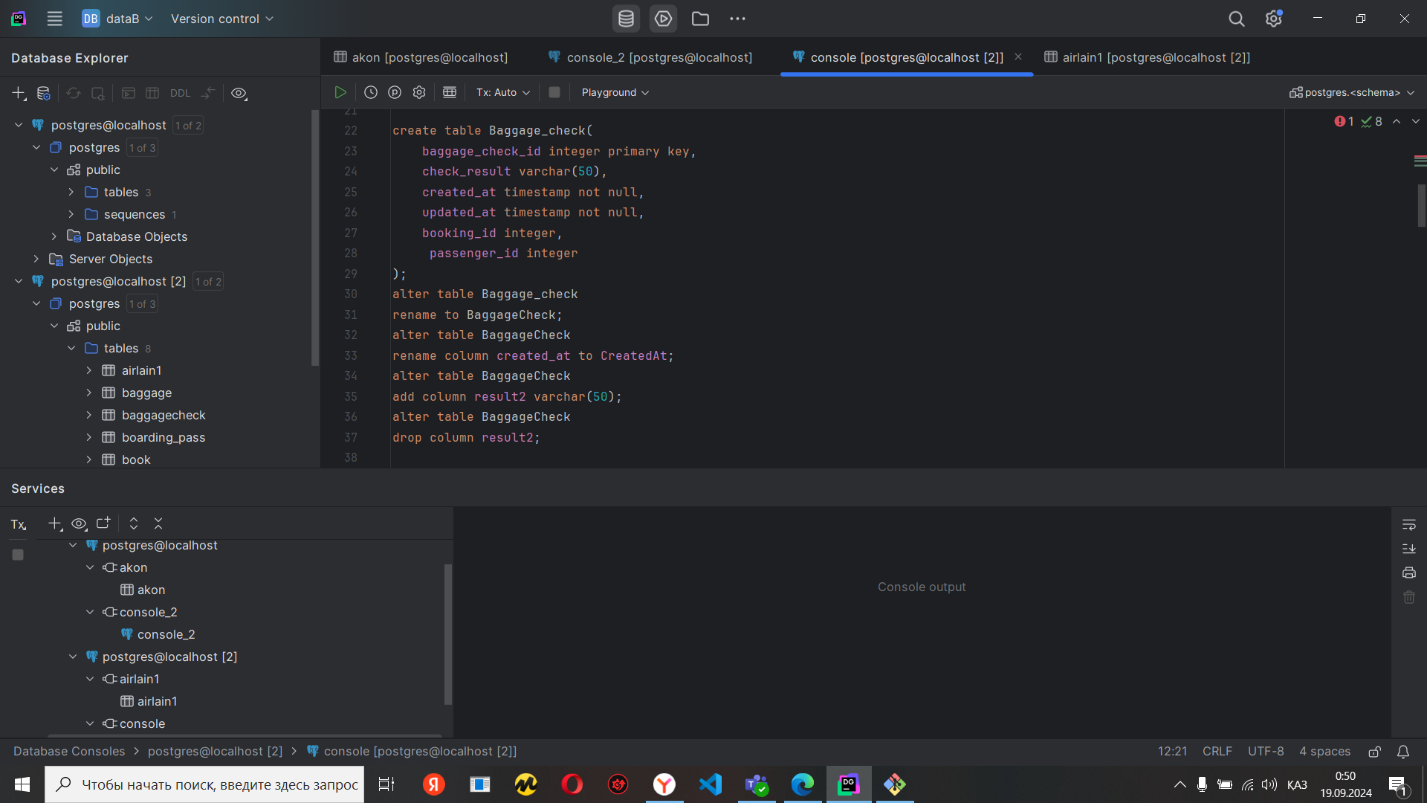 DB dataB
Version control
Database Explorer
akon [postgres@localhost]
console_2 [postgres@localhost]
console [postgres@localhost [2]]
airlain1 [postgres@localhost [2]]
DDL
Tx: Auto
Playground
postgres.<schema>
postgres@localhost 1 of 2
postgres 1 of 3
public
tables 3
sequences 1
Database Objects
Server Objects
postgres@localhost [2] 1 of 2
postgres 1 of 3
public
tables 8
airlain1
baggage
baggagecheck
boarding_pass
book
1 8
21
22 create table Baggage_check(
23 baggage_check_id integer primary key,
24 check_result varchar(50),
25 created_at timestamp not null,
26 updated_at timestamp not null,
27 booking_id integer,
28 passenger_id integer
29 );
30 alter table Baggage_check
31 rename to BaggageCheck;
32 alter table BaggageCheck
33 rename column created_at to CreatedAt;
34 alter table BaggageCheck
35 add column result2 varchar(50);
36 alter table BaggageCheck
37 drop column result2;
38
Services
Tx
postgres@localhost
akon
akon
console_2
console_2
postgres@localhost [2]
airlain1
airlain1
console
Console output
Database Consoles > postgres@localhost [2] > console [postgres@localhost [2]]
12:21 CRLF UTF-8 4 spaces
Чтобы начать поиск, введите здесь запрос
ҚАЗ
0:50
19.09.2024
1